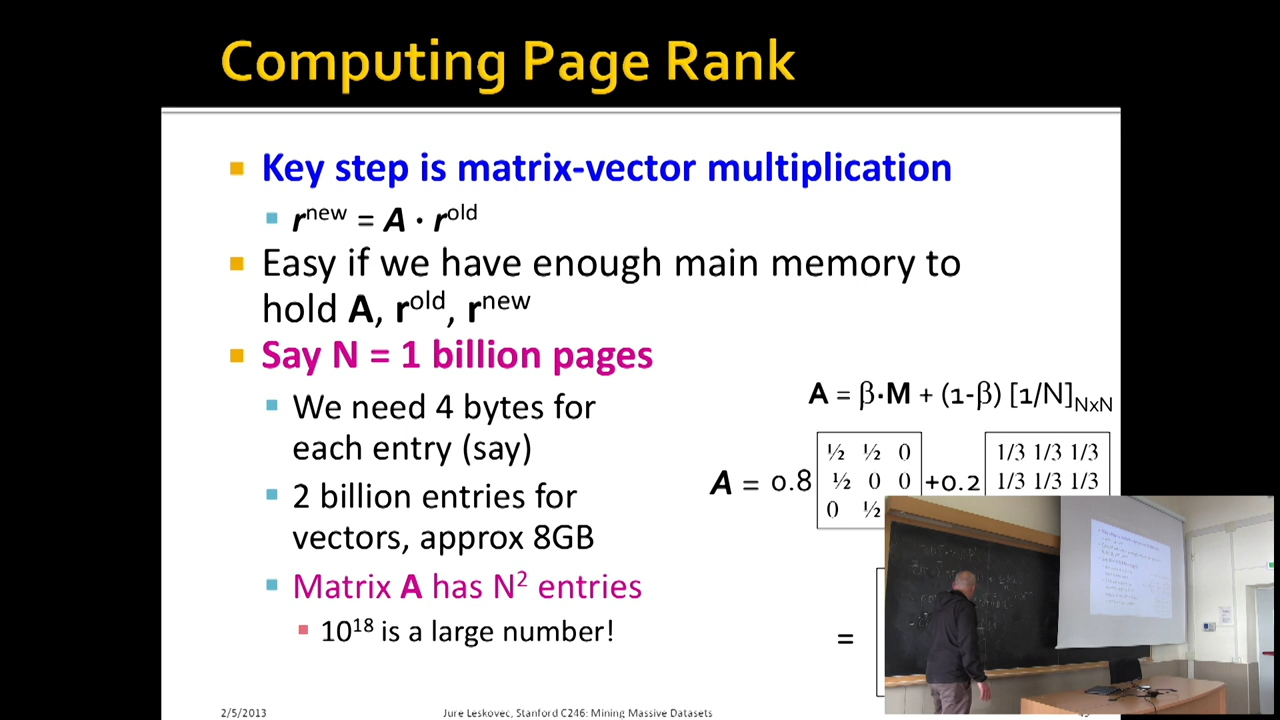 Computing Page Rank
Key step is matrix-vector multiplication
r^new = A · r^old
Easy if we have enough main memory to
hold A, r^old, r^new
Say N = 1 billion pages
We need 4 bytes for
each entry (say)
2 billion entries for
vectors, approx 8GB
Matrix A has N² entries
10^18 is a large number!
A = β·M + (1-β) [1/N]NxN
½ ½ 0
½ 0 0
0 ½
A = 0.8
+0.2
1/3 1/3 1/3
1/3 1/3 1/3
=
2/5/2013
Jure Leskovec, Stanford C246: Mining Massive Datasets